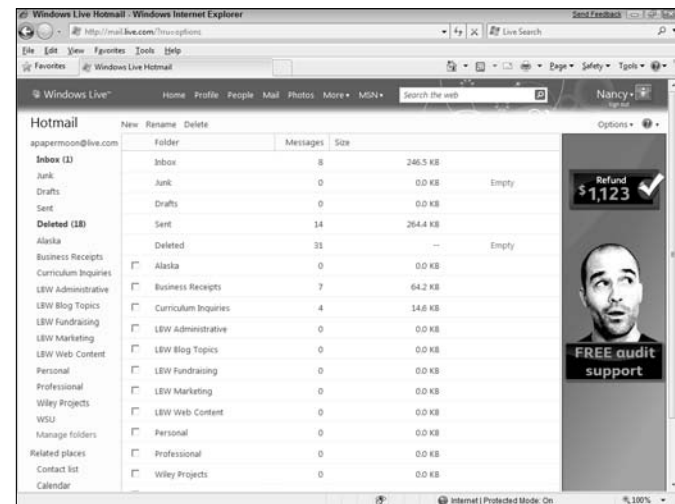 Windows Live Hotmail - Windows Internet Explorer Send Feedback
Live Search
File Edit View Favorites Tools Help
Favorites Windows Live Hotmail Page Safety Tools
Windows Live™ Home Profile People Mail Photos More MSN Search the web Nancy
sign out
Hotmail New Rename Delete Options
apapermoon@live.com Folder Messages Size
Inbox (1) Inbox 8 246.5 KB
Junk Junk 0 0.0 KB Empty
Drafts Drafts 0 0.0 KB
Sent Sent 14 264.4 KB
Deleted (18) Deleted 31 — Empty
Alaska Alaska 0 0.0 KB
Business Receipts Business Receipts 7 64.2 KB
Curriculum Inquiries Curriculum Inquiries 4 14.6 KB
LBW Administrative LBW Administrative 0 0.0 KB
LBW Blog Topics LBW Blog Topics 0 0.0 KB
LBW Fundraising LBW Fundraising 0 0.0 KB
LBW Marketing LBW Marketing 0 0.0 KB
LBW Web Content LBW Web Content 0 0.0 KB
Personal Personal 0 0.0 KB
Professional Professional 0 0.0 KB
Wiley Projects Wiley Projects 0 0.0 KB
WSU
Manage folders
Related places
Contact list
Calendar
Refund
$1,123
FREE audit
support
Internet | Protected Mode: On 100%